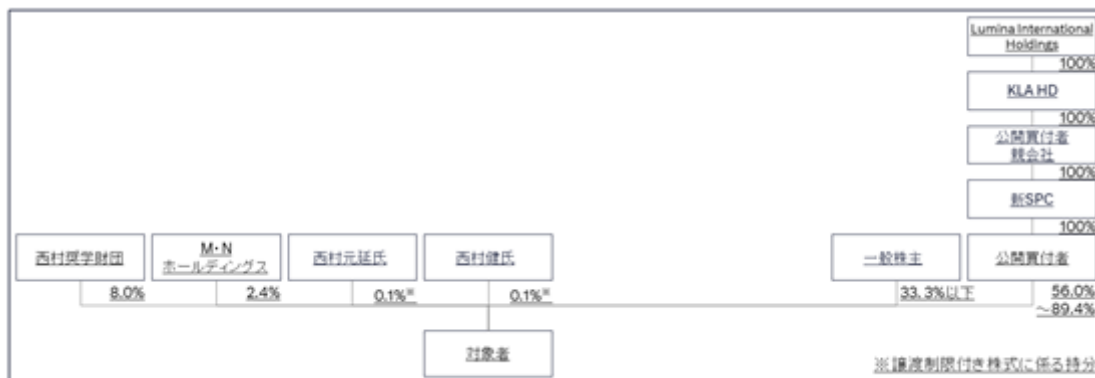 Lumina International
Holdings
100%
KLA HD
100%
公開買付者
親会社
100%
新SPC
100%
西村奨学財団
M・N
ホールディングス
西村元延氏
西村健氏
一般株主
公開買付者
8.0%
2.4%
0.1%※
0.1%※
33.3%以下
56.0%
～89.4%
対象者
※譲渡制限付き株式に係る持分